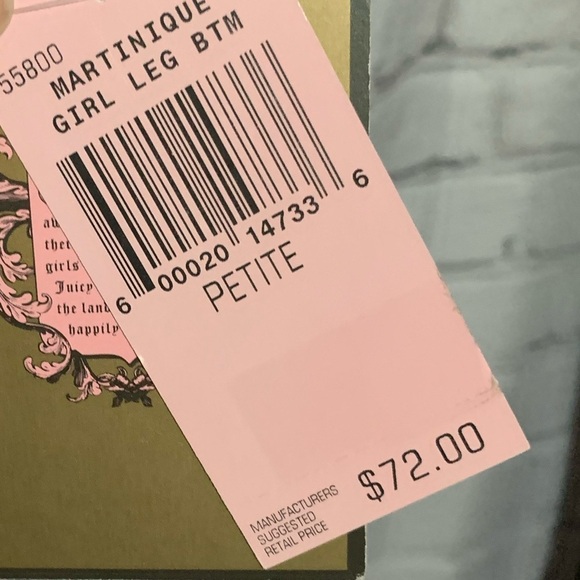 55800
MARTINIQUE
GIRL LEG BTM
6 00020 14733 6
PETITE
MANUFACTURERS
SUGGESTED
RETAIL PRICE
$72.00
ther
girls
Juicy
the land
happily